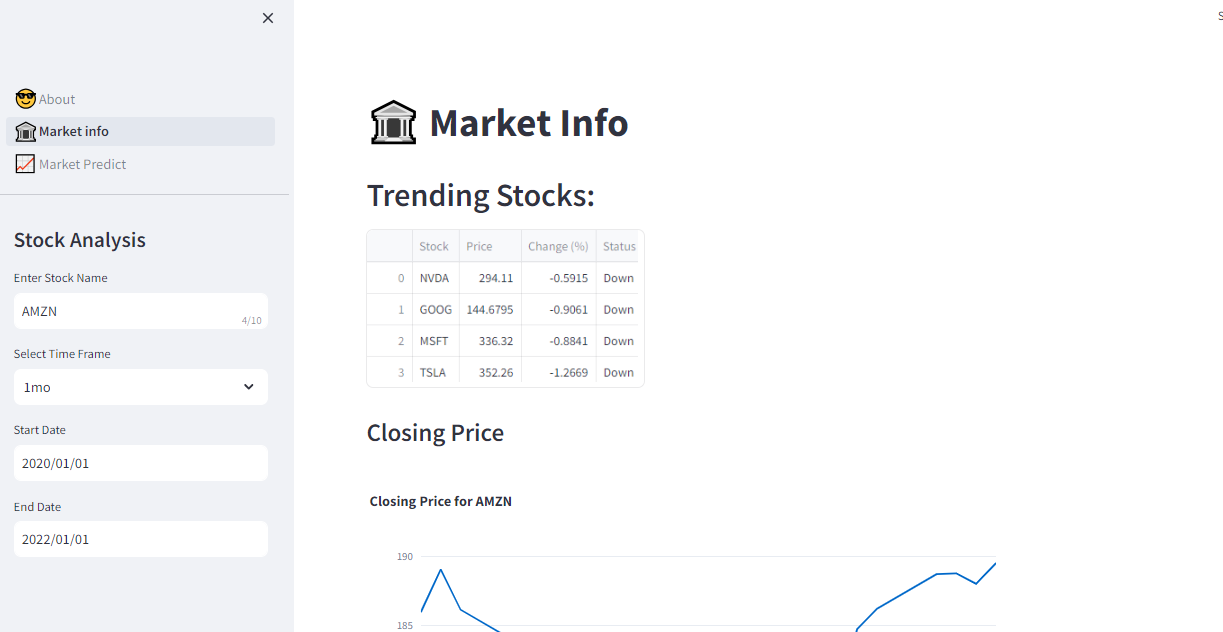 About
Market info
Market Predict
Stock Analysis
Enter Stock Name
AMZN
4/10
Select Time Frame
1mo
Start Date
2020/01/01
End Date
2022/01/01
S
Market Info
Trending Stocks:
Stock Price Change (%) Status
0 NVDA 294.11 -0.5915 Down
1 GOOG 144.6795 -0.9061 Down
2 MSFT 336.32 -0.8841 Down
3 TSLA 352.26 -1.2669 Down
Closing Price
Closing Price for AMZN
190
185